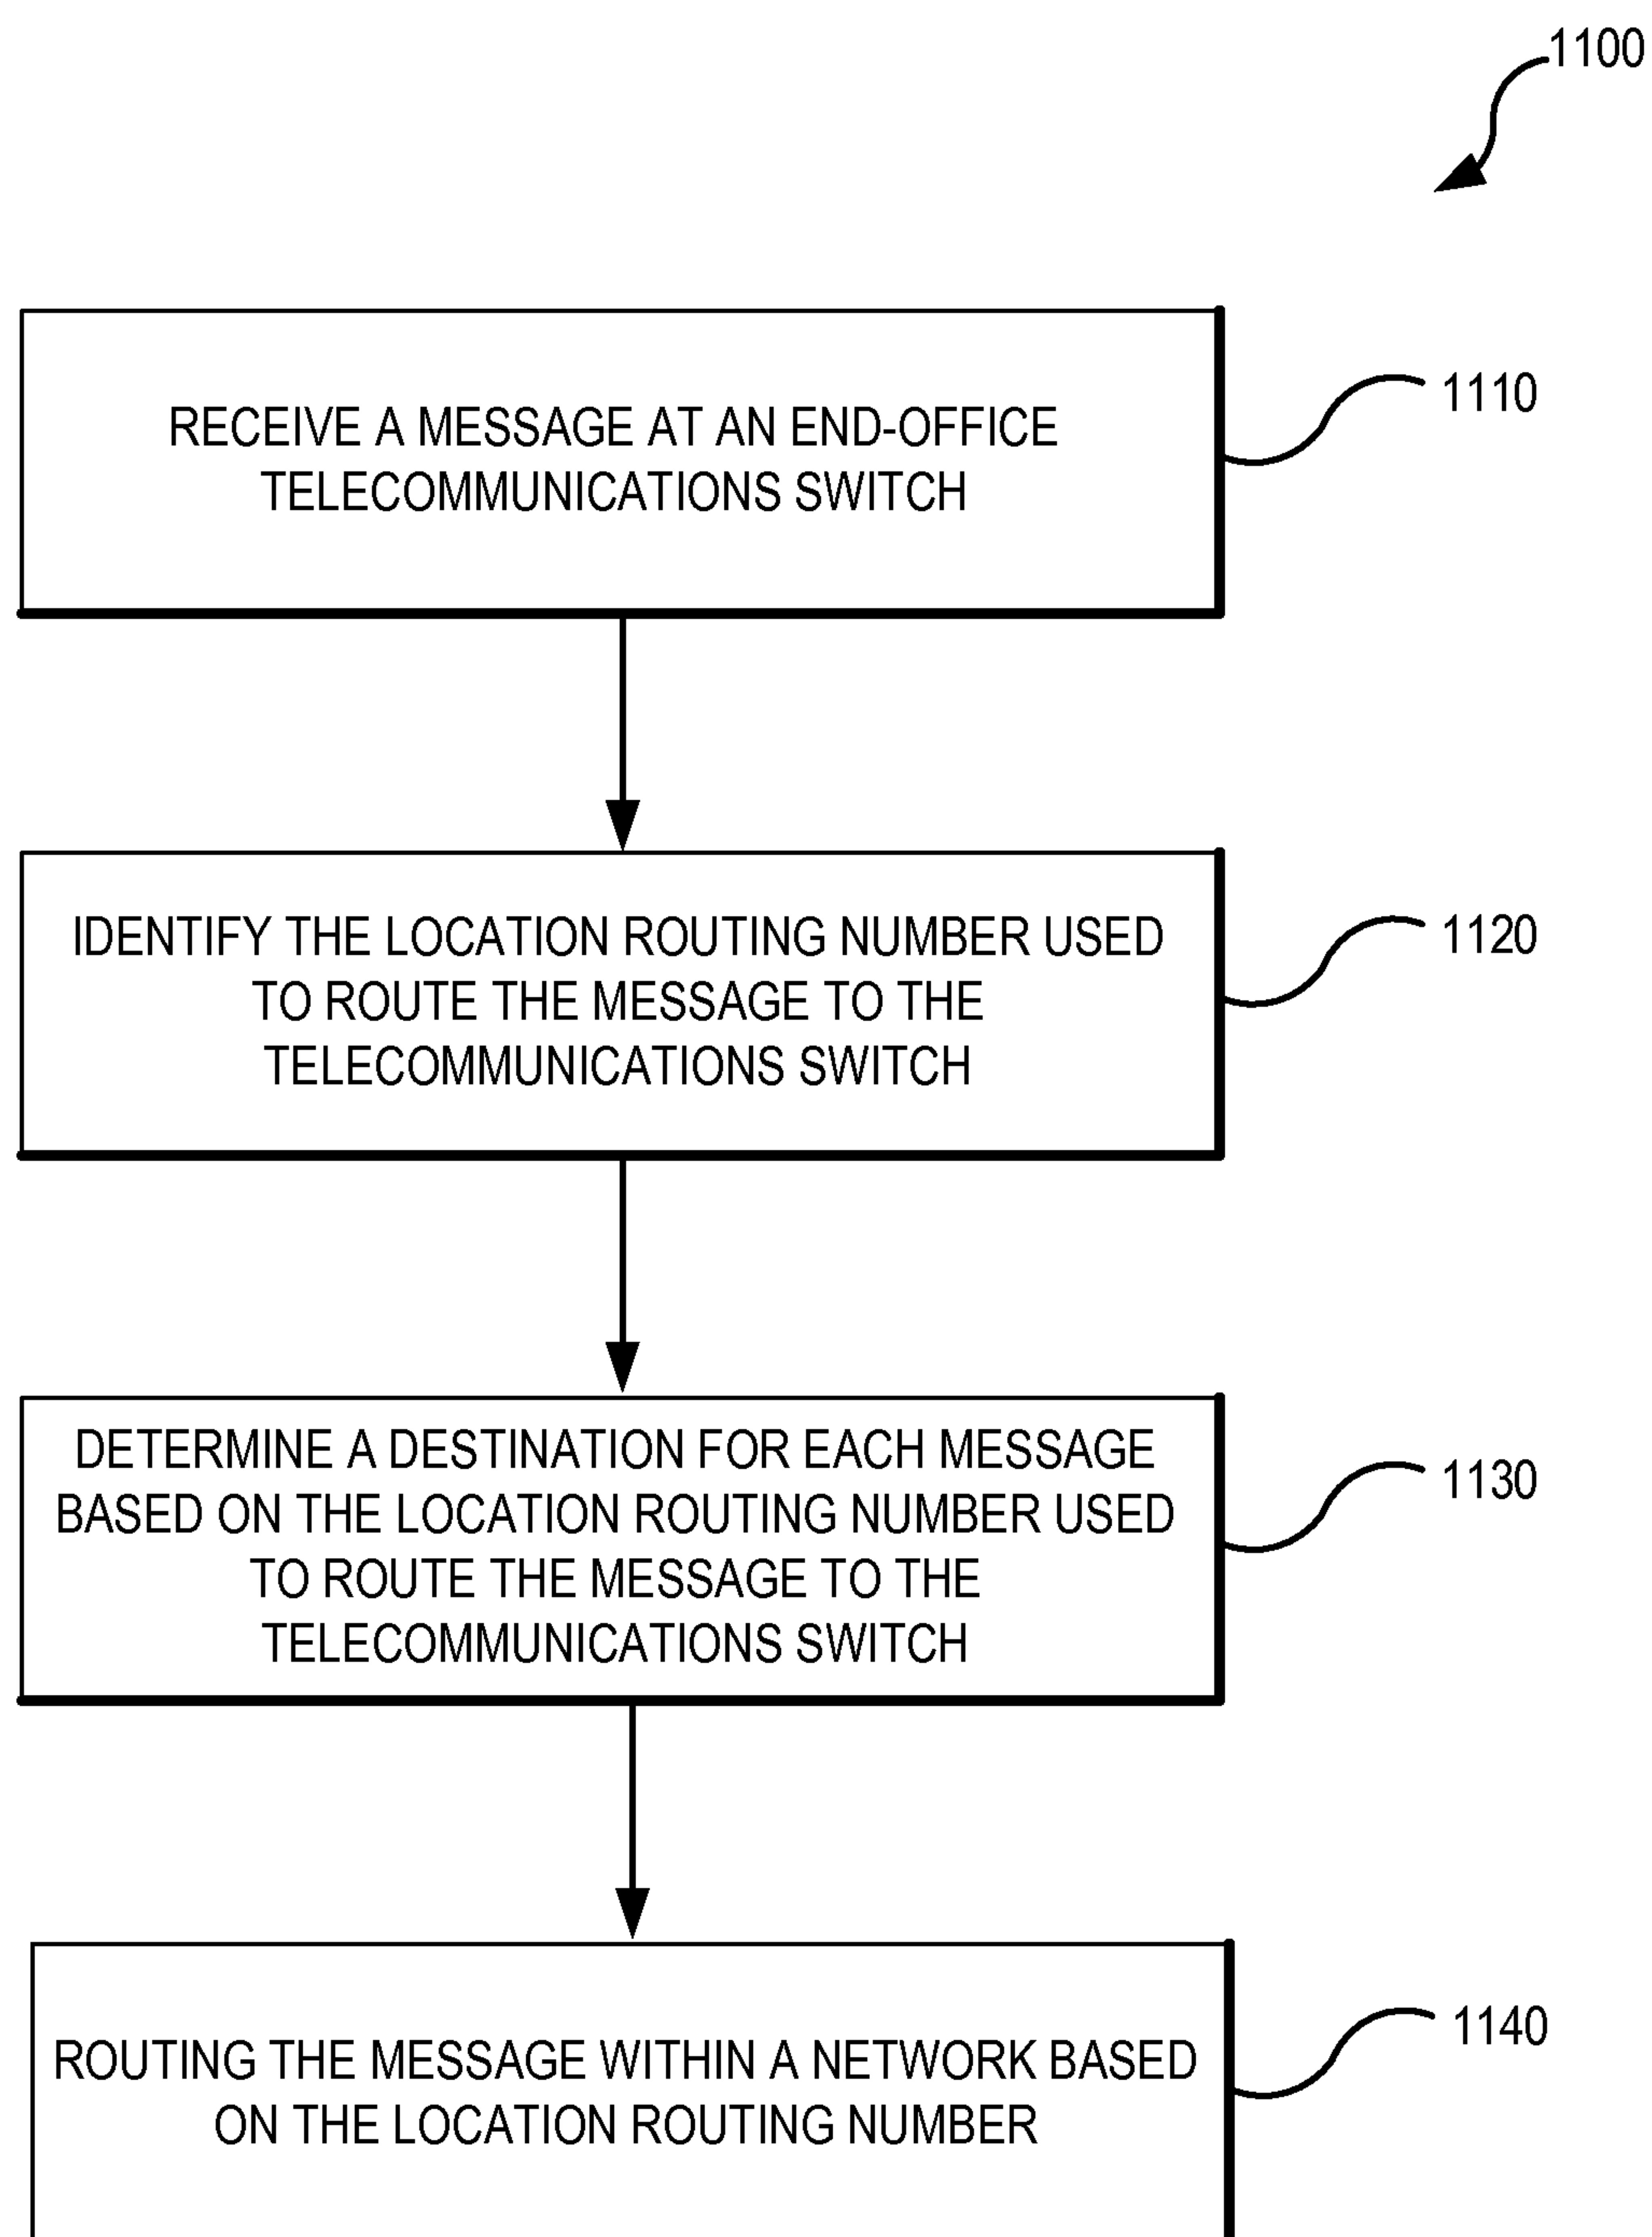 1100
RECEIVE A MESSAGE AT AN END-OFFICE
TELECOMMUNICATIONS SWITCH
1110
IDENTIFY THE LOCATION ROUTING NUMBER USED
TO ROUTE THE MESSAGE TO THE
TELECOMMUNICATIONS SWITCH
1120
DETERMINE A DESTINATION FOR EACH MESSAGE
BASED ON THE LOCATION ROUTING NUMBER USED
TO ROUTE THE MESSAGE TO THE
TELECOMMUNICATIONS SWITCH
1130
ROUTING THE MESSAGE WITHIN A NETWORK BASED
ON THE LOCATION ROUTING NUMBER
1140